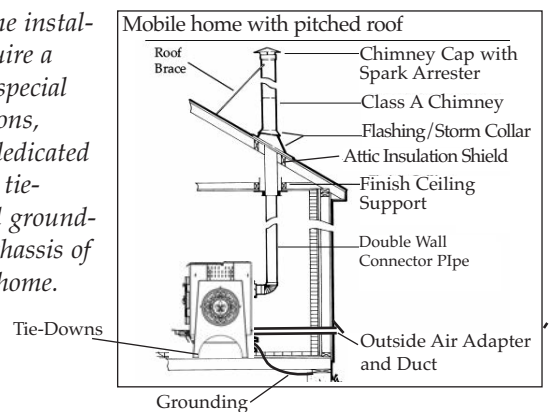 ne instal-
uire a
special
ons,
dedicated
tie-
l ground-
hassis of
home.
Mobile home with pitched roof
Roof
Brace
Chimney Cap with
Spark Arrester
Class A Chimney
Flashing/Storm Collar
Attic Insulation Shield
Finish Ceiling
Support
Double Wall
Connector PIpe
Tie-Downs
Outside Air Adapter
and Duct
Grounding